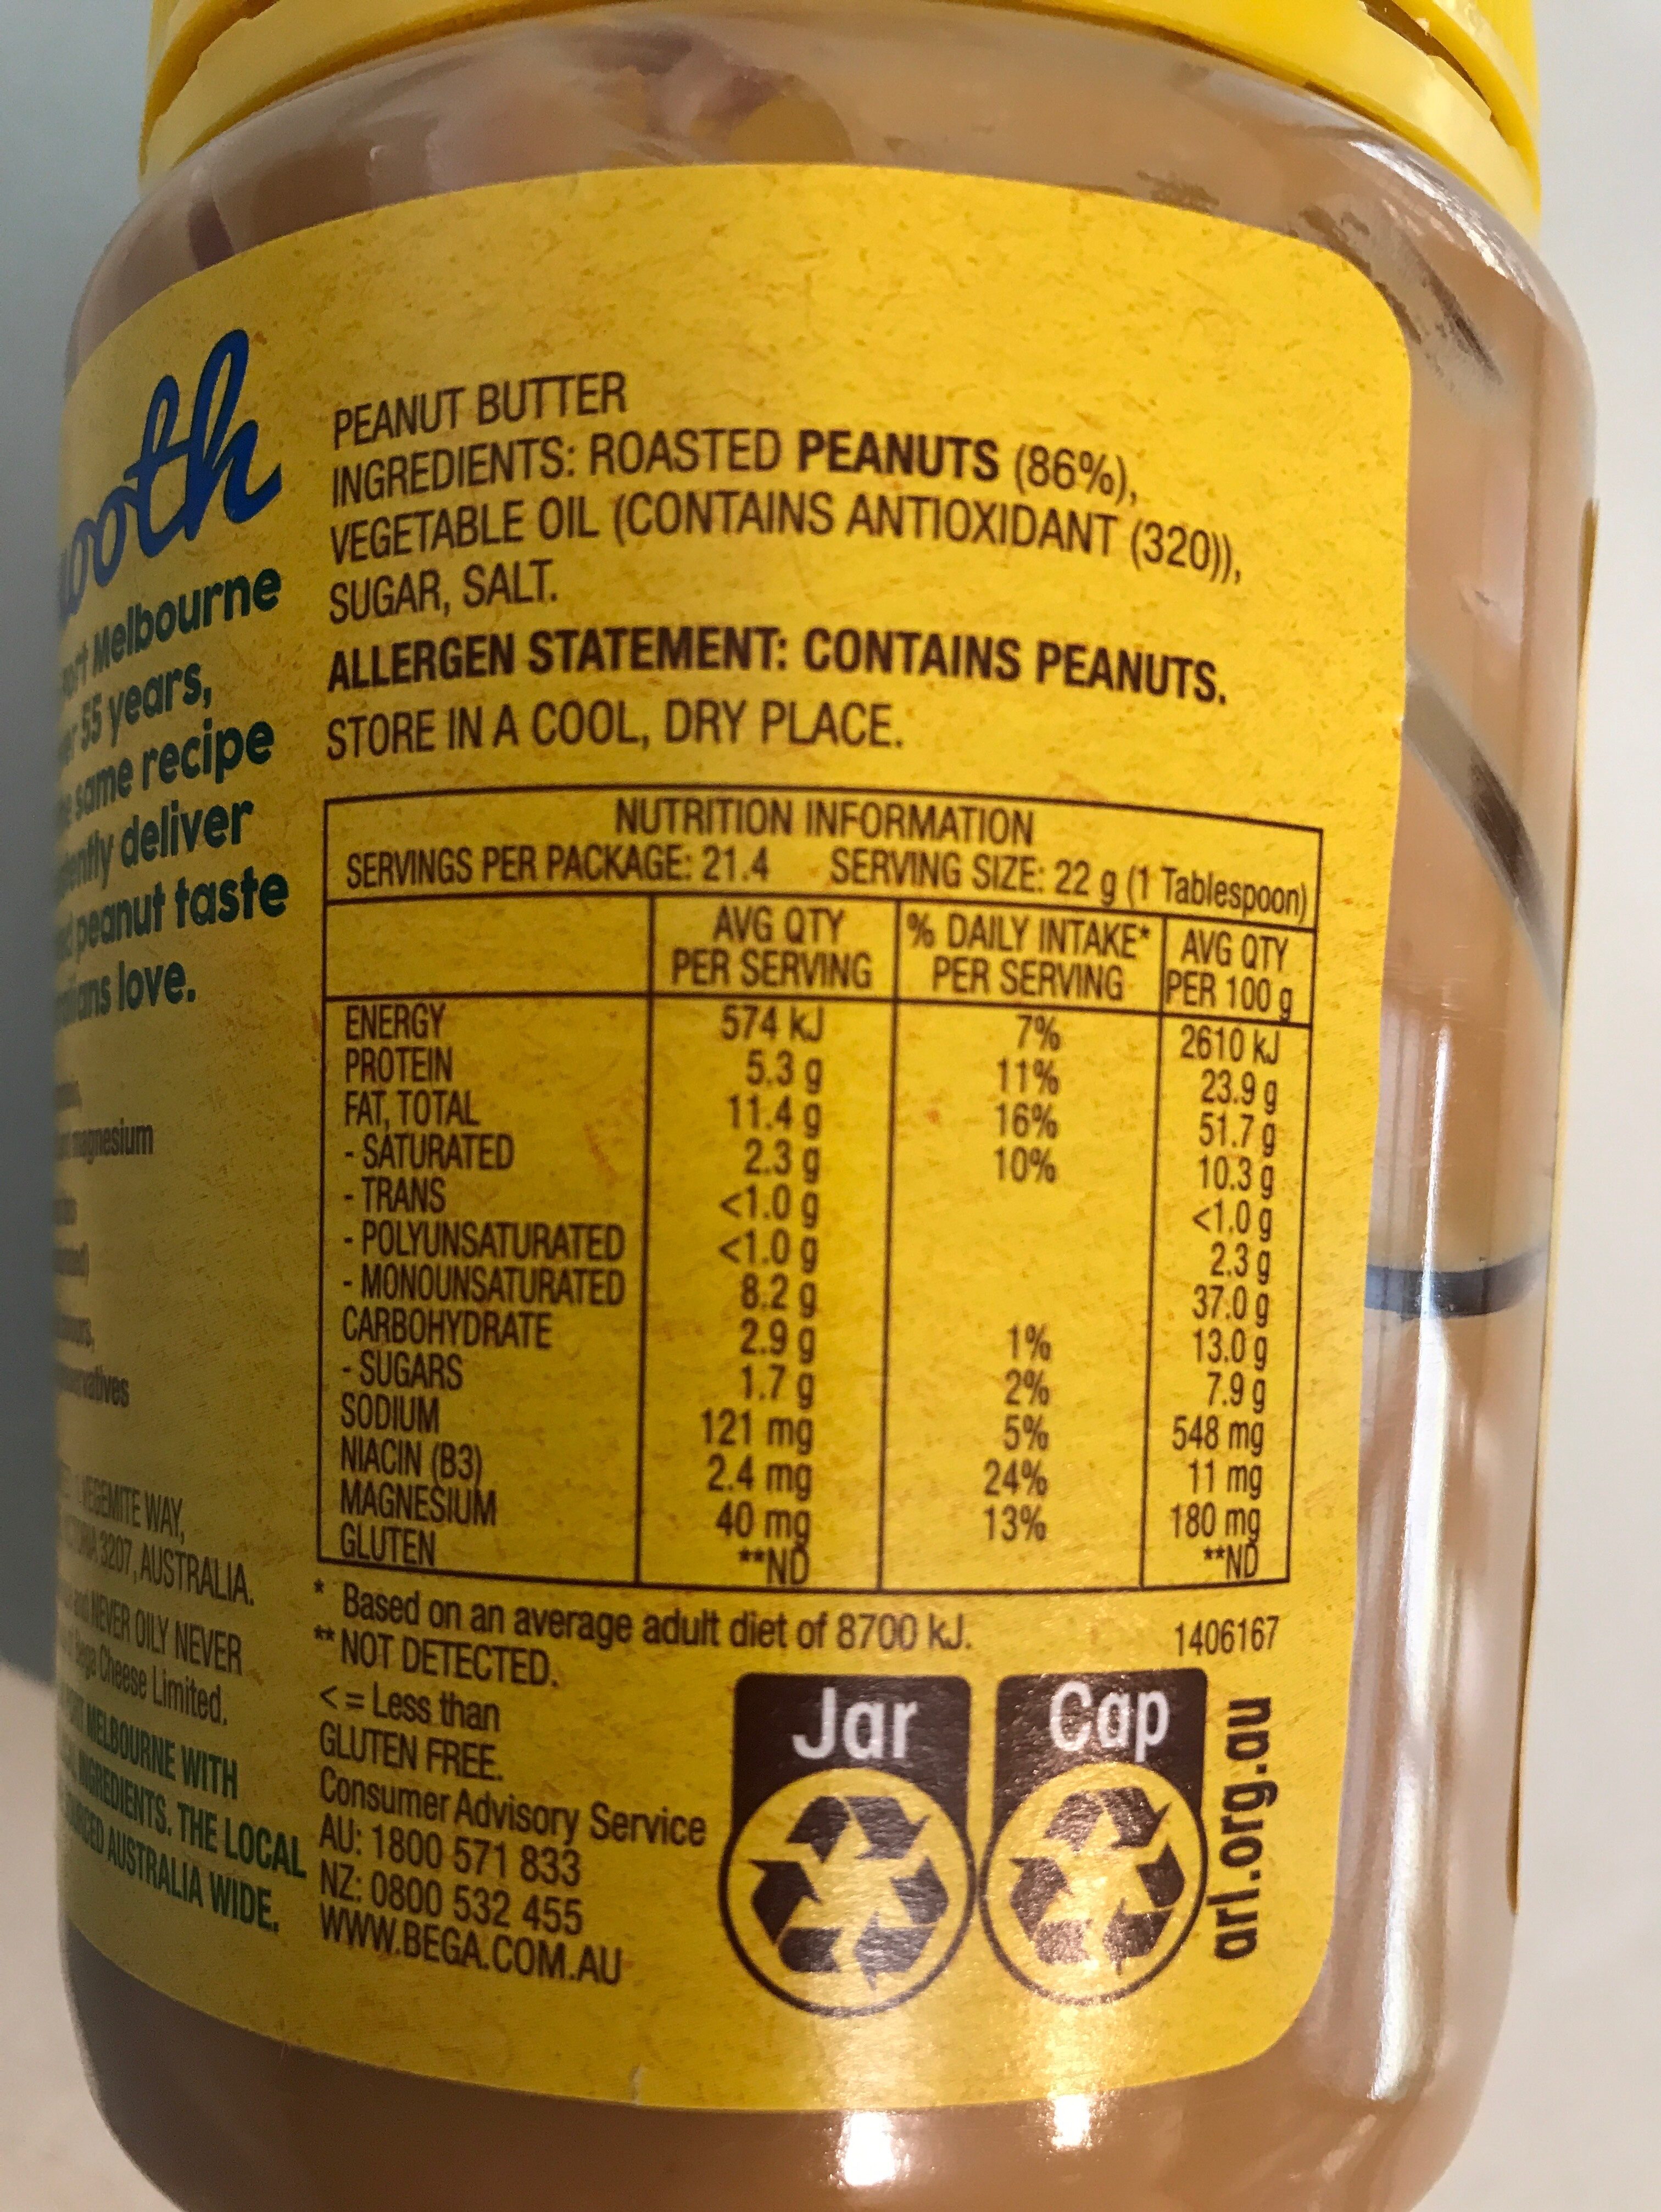 Melbourne
55 years,
same recipe
deliver
peanut taste
love.
magnesium
VEGEMITE WAY,
3207, AUSTRALIA.
and NEVER OILY NEVER
Bega Cheese Limited.
MELBOURNE WITH
INGREDIENTS. THE LOCAL
AUSTRALIA WIDE.
PEANUT BUTTER
INGREDIENTS: ROASTED PEANUTS (86%),
VEGETABLE OIL (CONTAINS ANTIOXIDANT (320)),
SUGAR, SALT.
ALLERGEN STATEMENT: CONTAINS PEANUTS.
STORE IN A COOL, DRY PLACE.
NUTRITION INFORMATION
SERVINGS PER PACKAGE: 21.4 SERVING SIZE: 22 g (1 Tablespoon)
AVG QTY % DAILY INTAKE* AVG QTY
PER SERVING PER SERVING PER 100 g
ENERGY 574 kJ 7% 2610 kJ
PROTEIN 5.3 g 11% 23.9 g
FAT, TOTAL 11.4 g 16% 51.7 g
- SATURATED 2.3 g 10% 10.3 g
- TRANS <1.0 g <1.0 g
- POLYUNSATURATED <1.0 g 2.3 g
- MONOUNSATURATED 8.2 g 37.0 g
CARBOHYDRATE 2.9 g 1% 13.0 g
- SUGARS 1.7 g 2% 7.9 g
SODIUM 121 mg 5% 548 mg
NIACIN (B3) 2.4 mg 24% 11 mg
MAGNESIUM 40 mg 13% 180 mg
GLUTEN **ND **ND
* Based on an average adult diet of 8700 kJ. 1406167
** NOT DETECTED.
< = Less than
GLUTEN FREE.
Consumer Advisory Service
AU: 1800 571 833
NZ: 0800 532 455
WWW.BEGA.COM.AU
Jar
Cap
arl.org.au